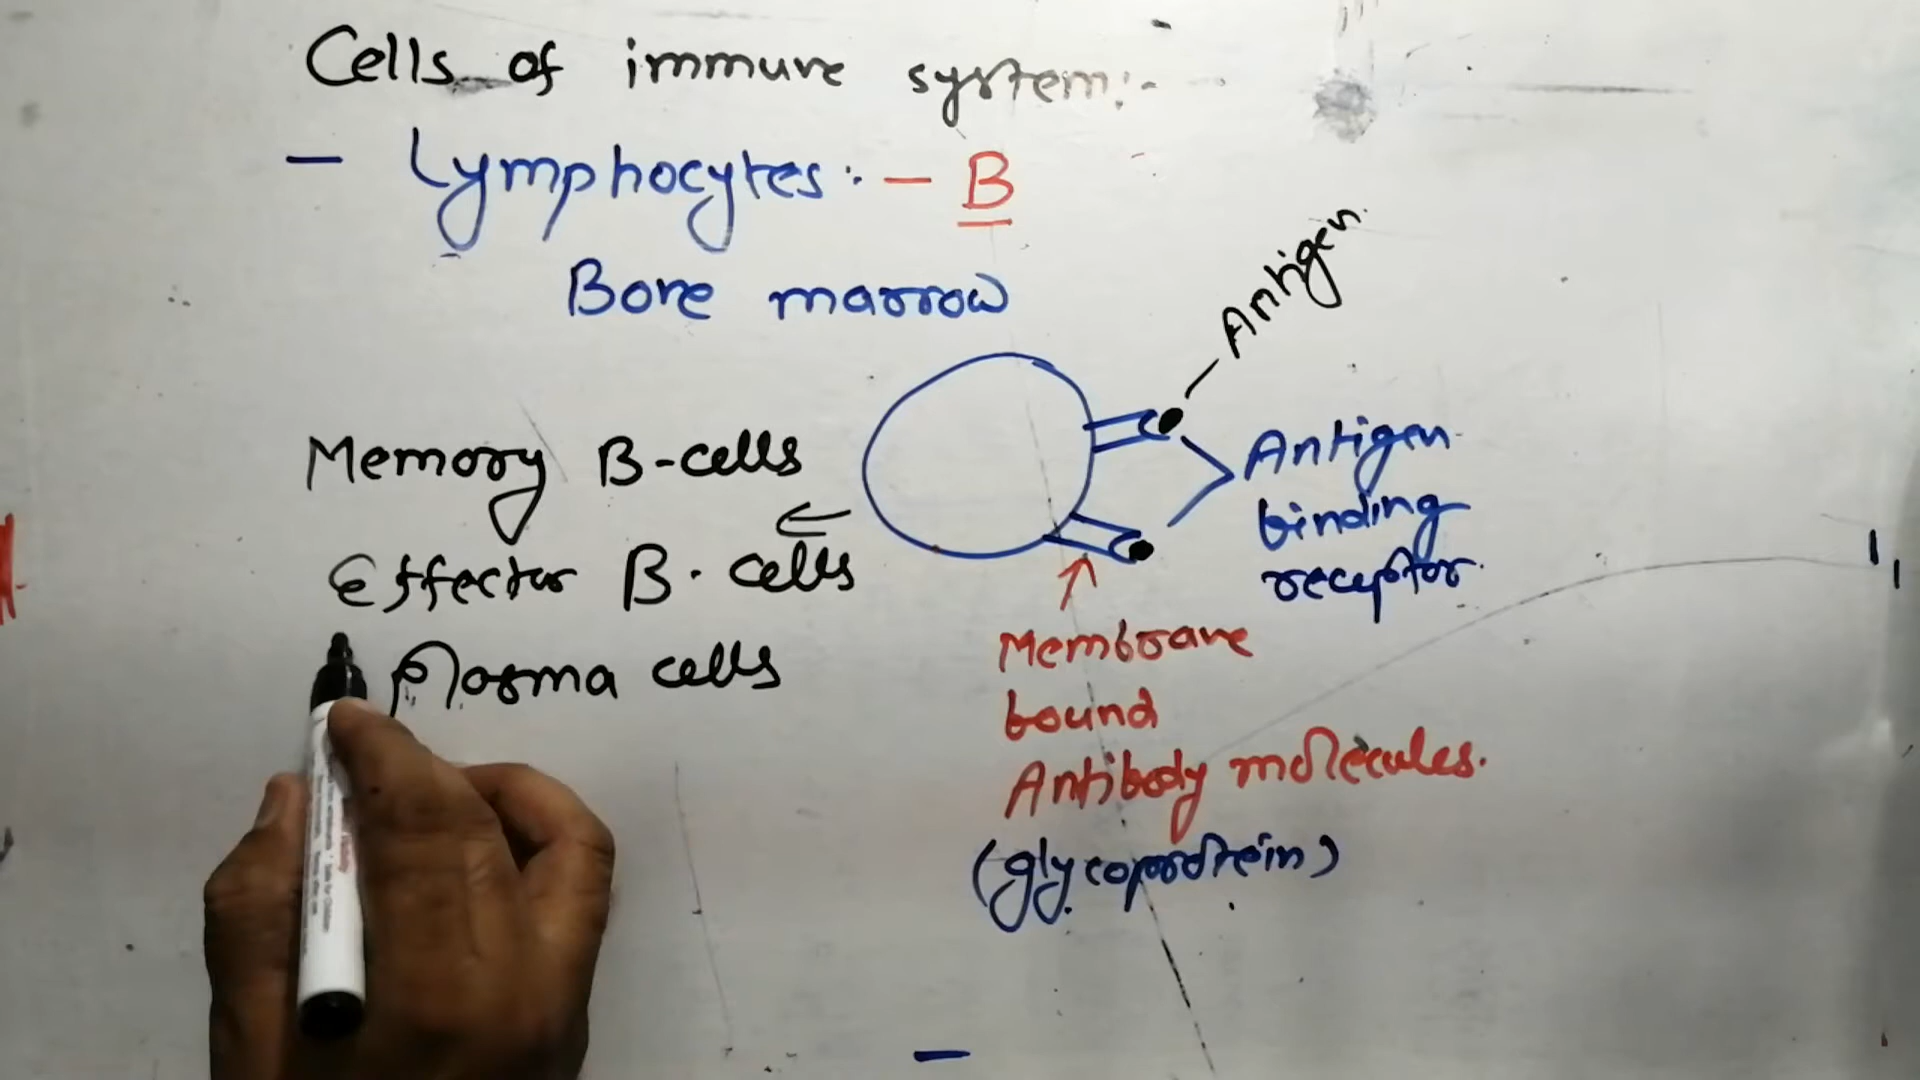 Cells of immune system:-
- Lymphocytes:- B
Bone marrow
Antigen
Memory B-cells
Effector B-cells
Plasma cells
Antigen
binding
receptor.
Membrane
bound
Antibody molecules.
(glycoprotein)